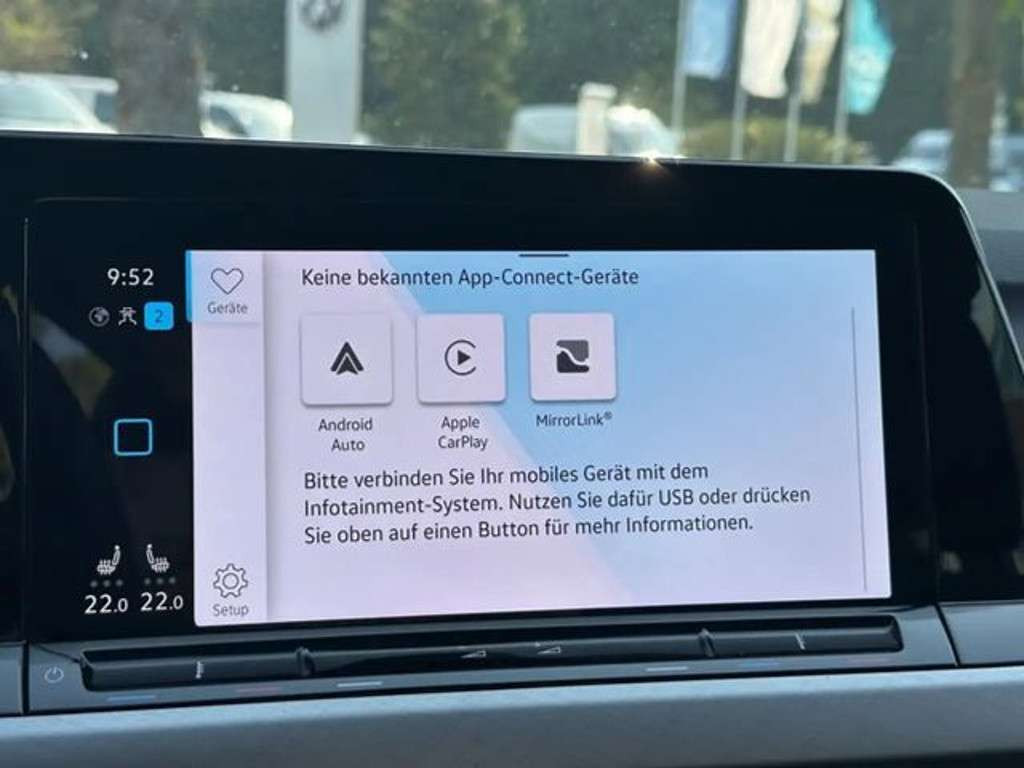 9:52
2
Geräte
Keine bekannten App-Connect-Geräte
Android
Auto
Apple
CarPlay
MirrorLink®
Bitte verbinden Sie Ihr mobiles Gerät mit dem
Infotainment-System. Nutzen Sie dafür USB oder drücken
Sie oben auf einen Button für mehr Informationen.
22.0 22.0
Setup